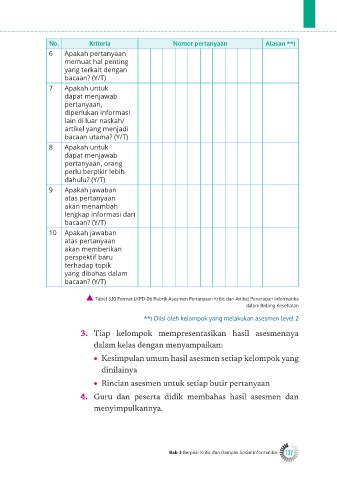 No. Kriteria Nomor pertanyaan Alasan **)
6 Apakah pertanyaan
memuat hal penting
yang terkait dengan
bacaan? (Y/T)
7 Apakah untuk
dapat menjawab
pertanyaan,
diperlukan informasi
lain di luar naskah/
artikel yang menjadi
bacaan utama? (Y/T)
8 Apakah untuk
dapat menjawab
pertanyaan, orang
perlu berpikir lebih
dahulu? (Y/T)
9 Apakah jawaban
atas pertanyaan
akan menambah
lengkap informasi dari
bacaan? (Y/T)
10 Apakah jawaban
atas pertanyaan
akan memberikan
perspektif baru
terhadap topik
yang dibahas dalam
bacaan? (Y/T)
Tabel 3.10 Format LKPD-06 Rubrik Asesmen Pertanyaan Kritis dari Artikel Penerapan Informatika
dalam Bidang Kesehatan
**) Diisi oleh kelompok yang melakukan asesmen level 2
3. Tiap kelompok mempresentasikan hasil asesmennya
dalam kelas dengan menyampaikan:
• Kesimpulan umum hasil asesmen setiap kelompok yang
dinilainya
• Rincian asesmen untuk setiap butir pertanyaan
4. Guru dan peserta didik membahas hasil asesmen dan
menyimpulkannya.
Bab 3 Berpikir Kritis dan Dampak Sosial Informatika 137